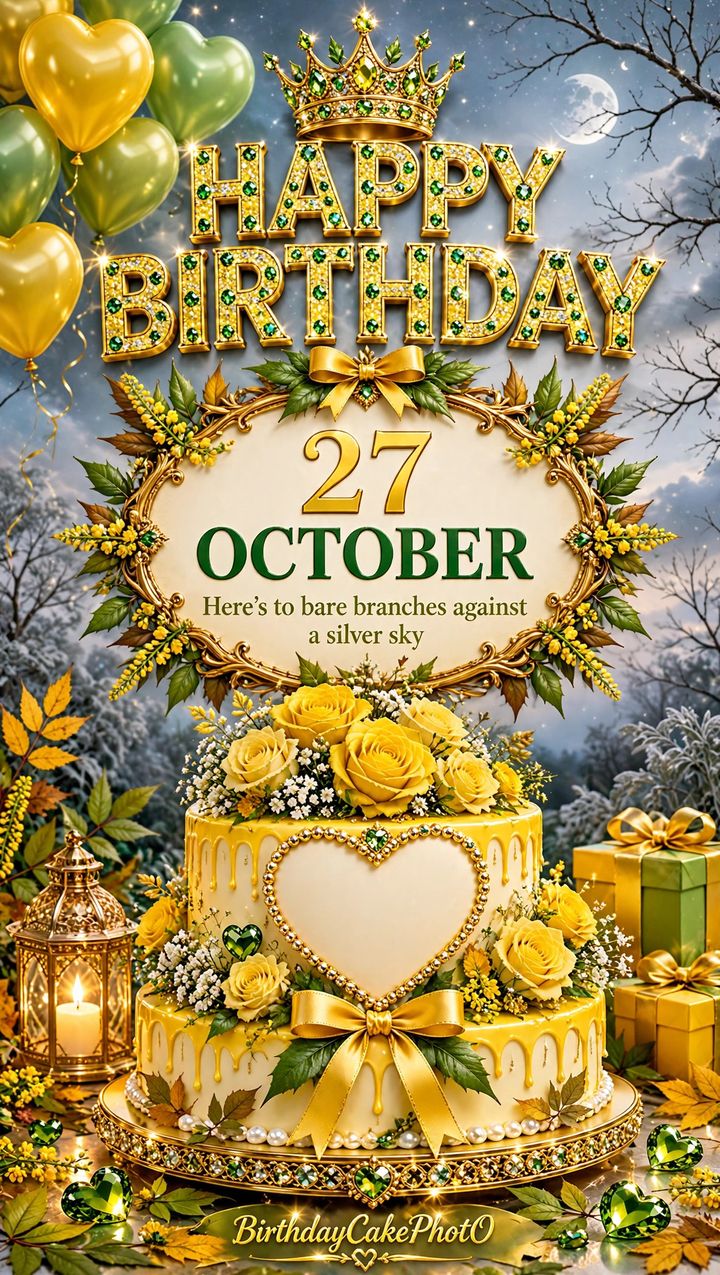 HAPPY
BIRTHDAY
27
OCTOBER
Here's to bare branches against
a silver sky
BirthdayCakePhotO